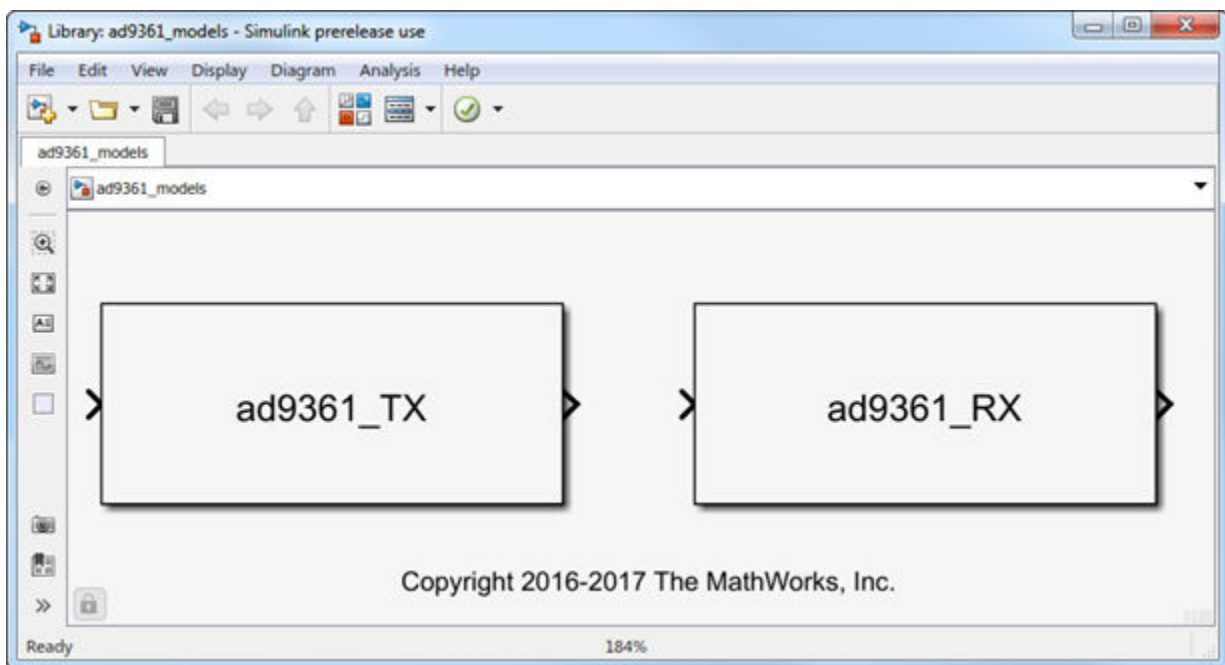 Library: ad9361_models - Simulink prerelease use
File Edit View Display Diagram Analysis Help
ad9361_models
ad9361_models
ad9361_TX
ad9361_RX
Copyright 2016-2017 The MathWorks, Inc.
Ready 184%